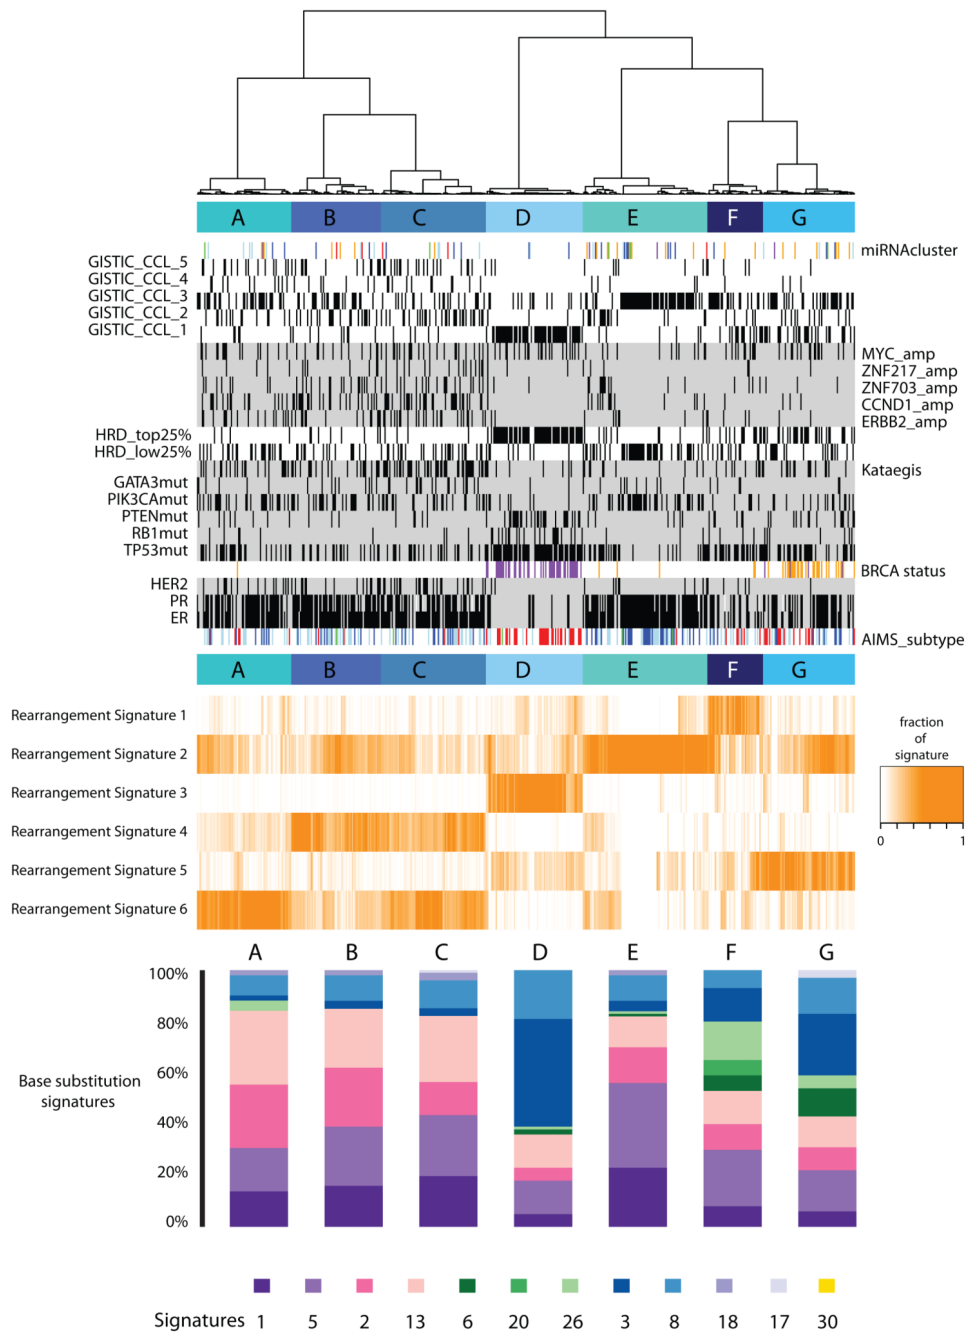 A B C D E F G
miRNAcluster
GISTIC_CCL_5
GISTIC_CCL_4
GISTIC_CCL_3
GISTIC_CCL_2
GISTIC_CCL_1
MYC_amp
ZNF217_amp
ZNF703_amp
CCND1_amp
ERBB2_amp
HRD_top25%
HRD_low25%
Kataegis
GATA3mut
PIK3CAmut
PTENmut
RB1mut
TP53mut
BRCA status
HER2
PR
ER
AIMS_subtype
A B C D E F G
Rearrangement Signature 1
Rearrangement Signature 2
Rearrangement Signature 3
Rearrangement Signature 4
Rearrangement Signature 5
Rearrangement Signature 6
fraction
of
signature
0 1
A B C D E F G
100%
80%
60%
40%
20%
0%
Base substitution
signatures
Signatures 1 5 2 13 6 20 26 3 8 18 17 30